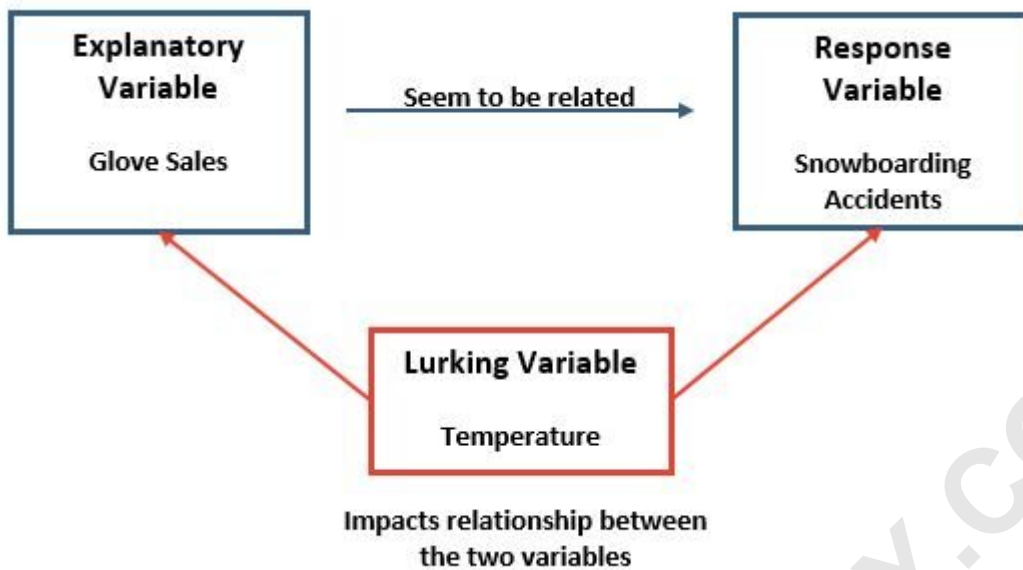 Explanatory
Variable
Glove Sales
Seem to be related
Response
Variable
Snowboarding
Accidents
Lurking Variable
Temperature
Impacts relationship between
the two variables